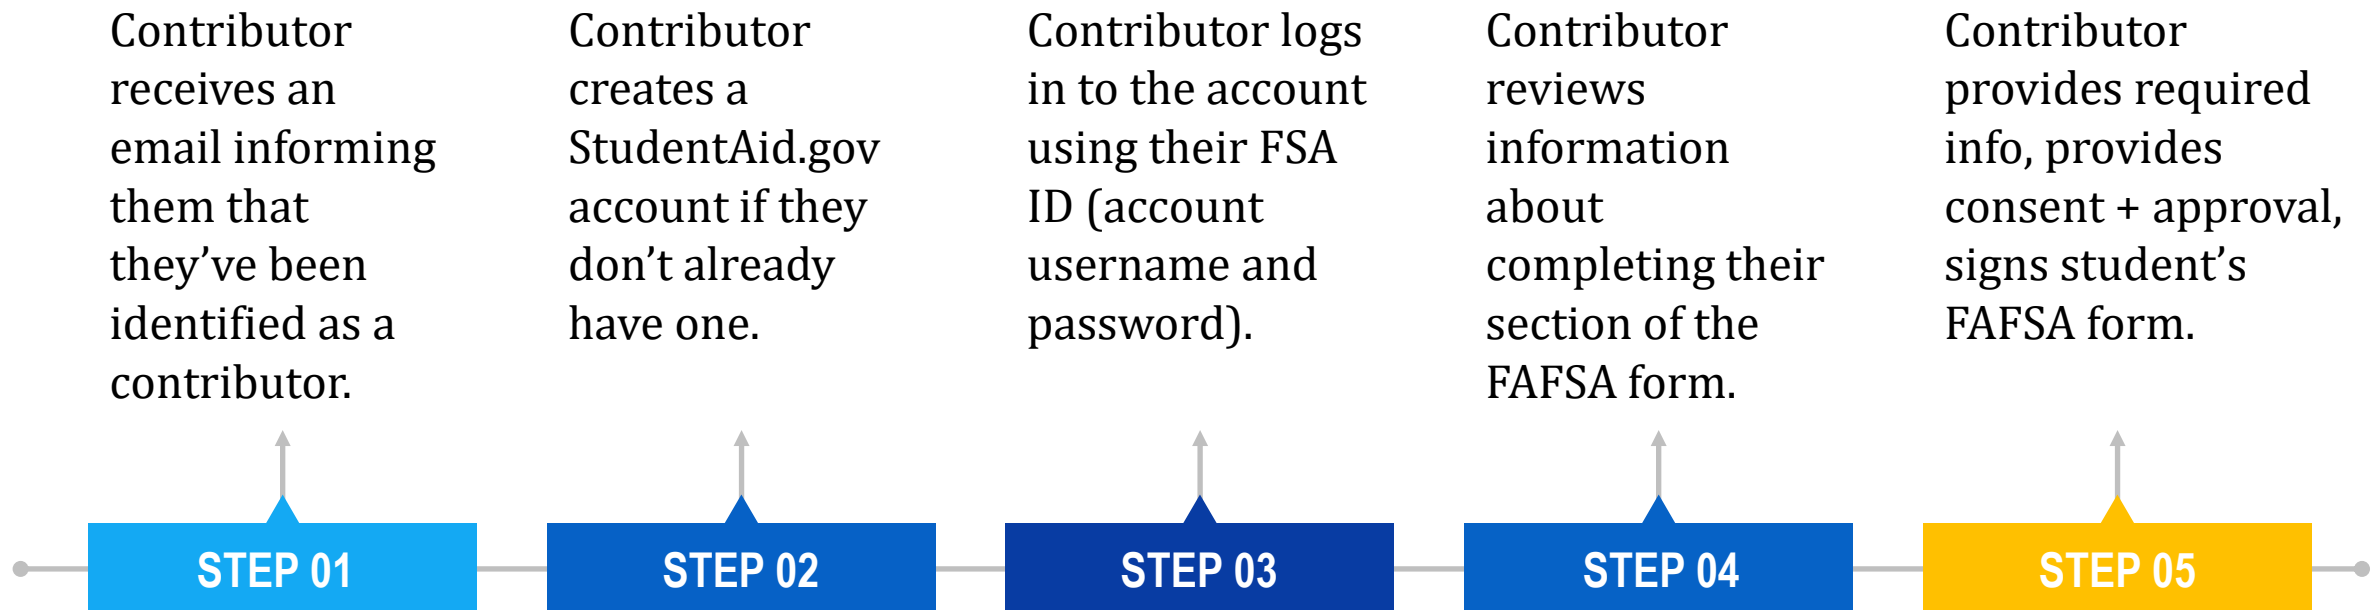 Contributor
receives an
email informing
them that
they’ve been
identified as a
contributor.
Contributor
creates a
StudentAid.gov
account if they
don’t already
have one.
Contributor logs
in to the account
using their FSA
ID (account
username and
password).
Contributor
reviews
information
about
completing their
section of the
FAFSA form.
Contributor
provides required
info, provides
consent + approval,
signs student’s
FAFSA form.
STEP 01
STEP 02
STEP 03
STEP 04
STEP 05